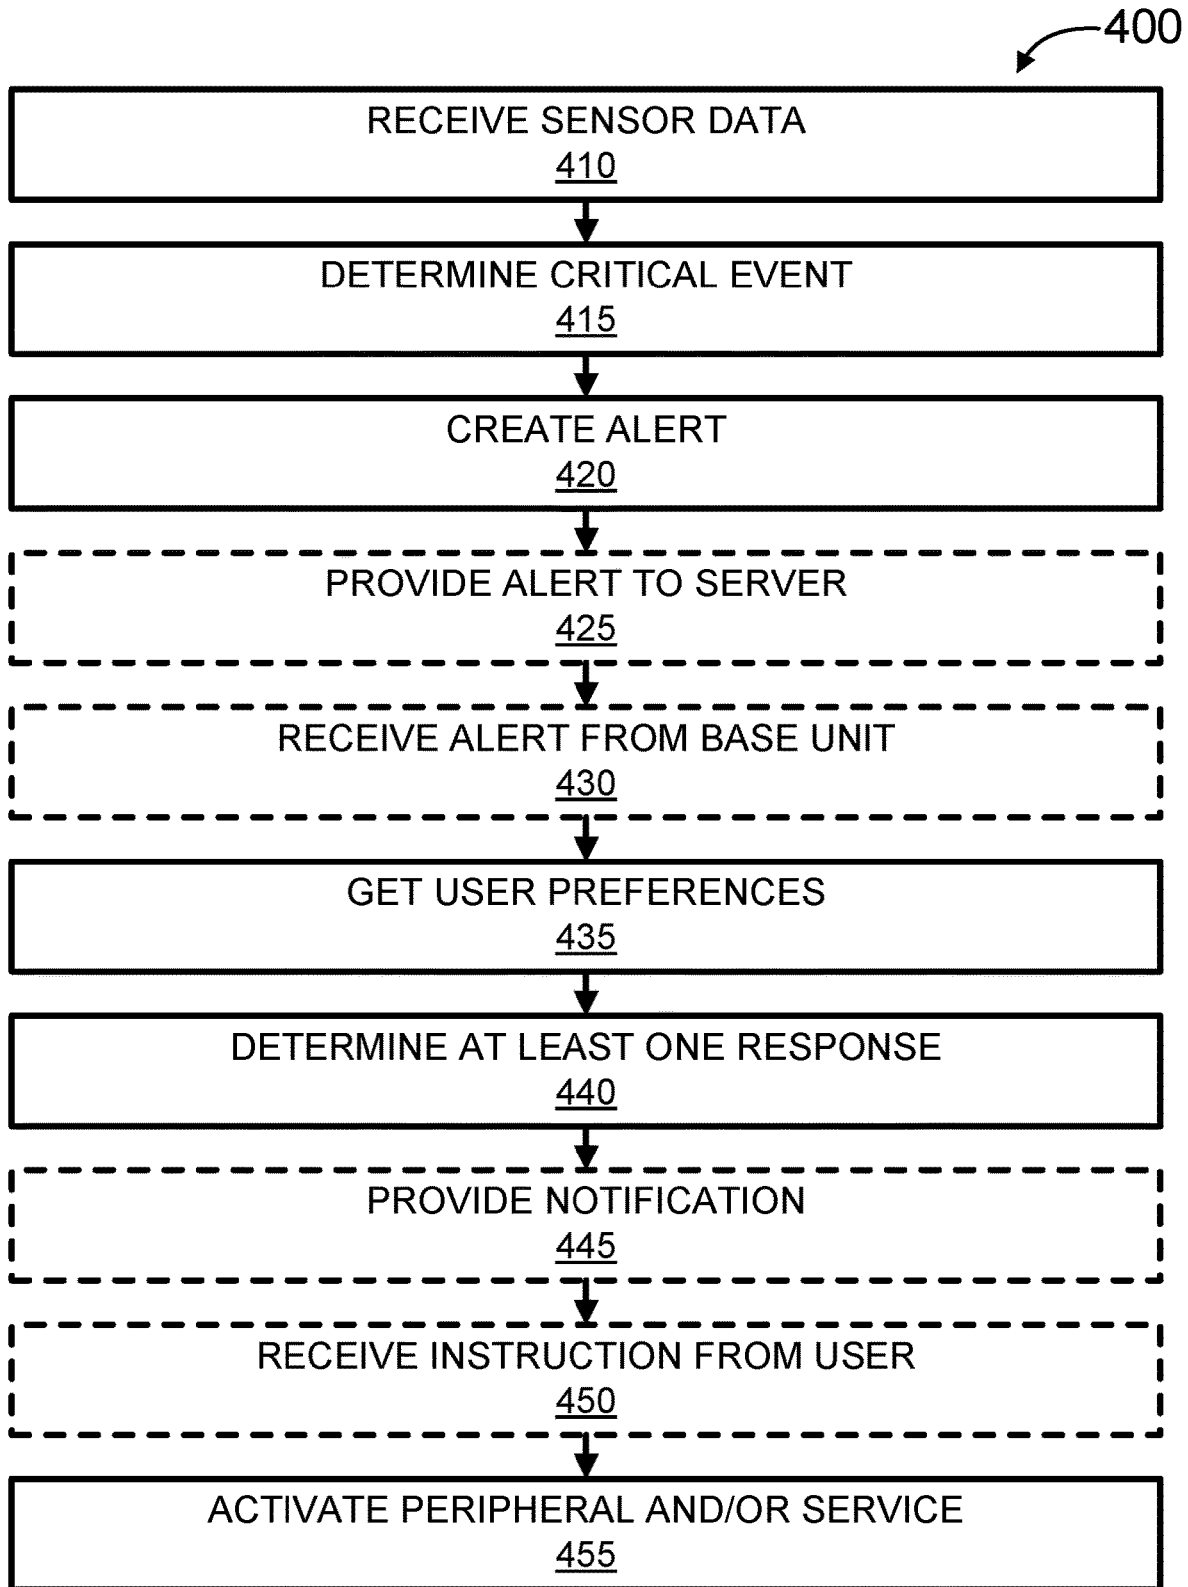 400
RECEIVE SENSOR DATA
410
DETERMINE CRITICAL EVENT
415
CREATE ALERT
420
PROVIDE ALERT TO SERVER
425
RECEIVE ALERT FROM BASE UNIT
430
GET USER PREFERENCES
435
DETERMINE AT LEAST ONE RESPONSE
440
PROVIDE NOTIFICATION
445
RECEIVE INSTRUCTION FROM USER
450
ACTIVATE PERIPHERAL AND/OR SERVICE
455